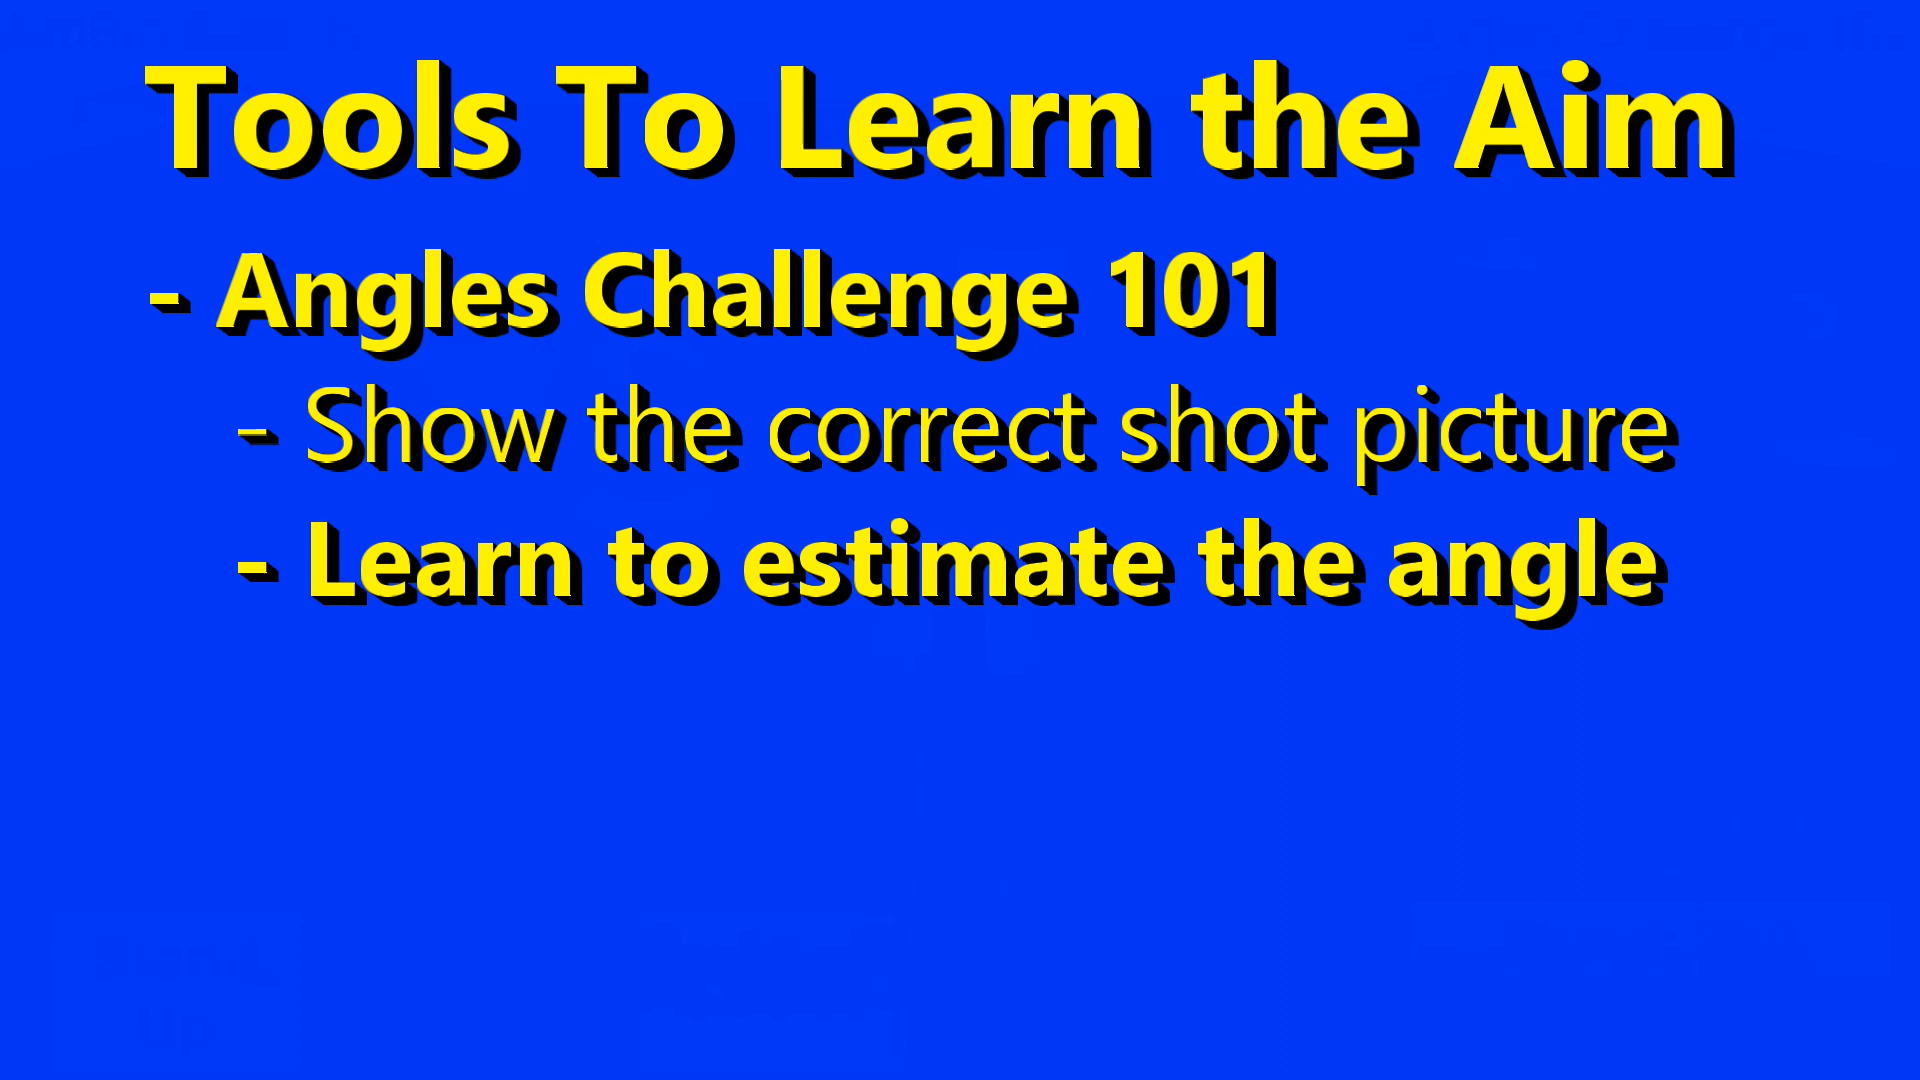 Tools To Learn the Aim
- Angles Challenge 101
- Show the correct shot picture
- Learn to estimate the angle